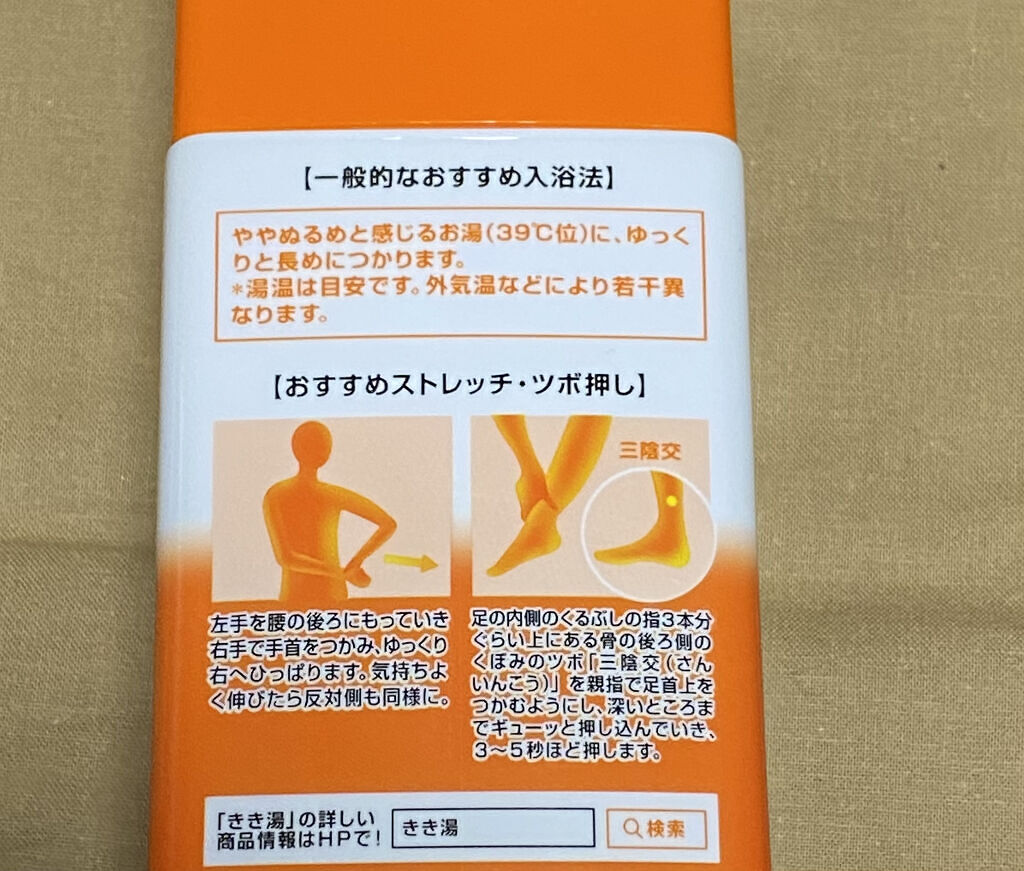 【一般的なおすすめ入浴法】
ややぬるめと感じるお湯(39℃位)に、ゆっく
りと長めにつかります。
*湯温は目安です。外気温などにより若干異
なります。
【おすすめストレッチ・ツボ押し】
左手を腰の後ろにもっていき
右手で手首をつかみ、ゆっくり
右へひっぱります。気持ちよ
く伸びたら反対側も同様に。
三陰交
足の内側のくるぶしの指3本分
ぐらい上にある骨の後ろ側の
くぼみのツボ「三陰交(さん
いんこう)」を親指で足首上を
つかむようにし、深いところま
でギューッと押し込んでいき、
3〜5秒ほど押します。
「きき湯」の詳しい
商品情報はHPで!
きき湯
検索